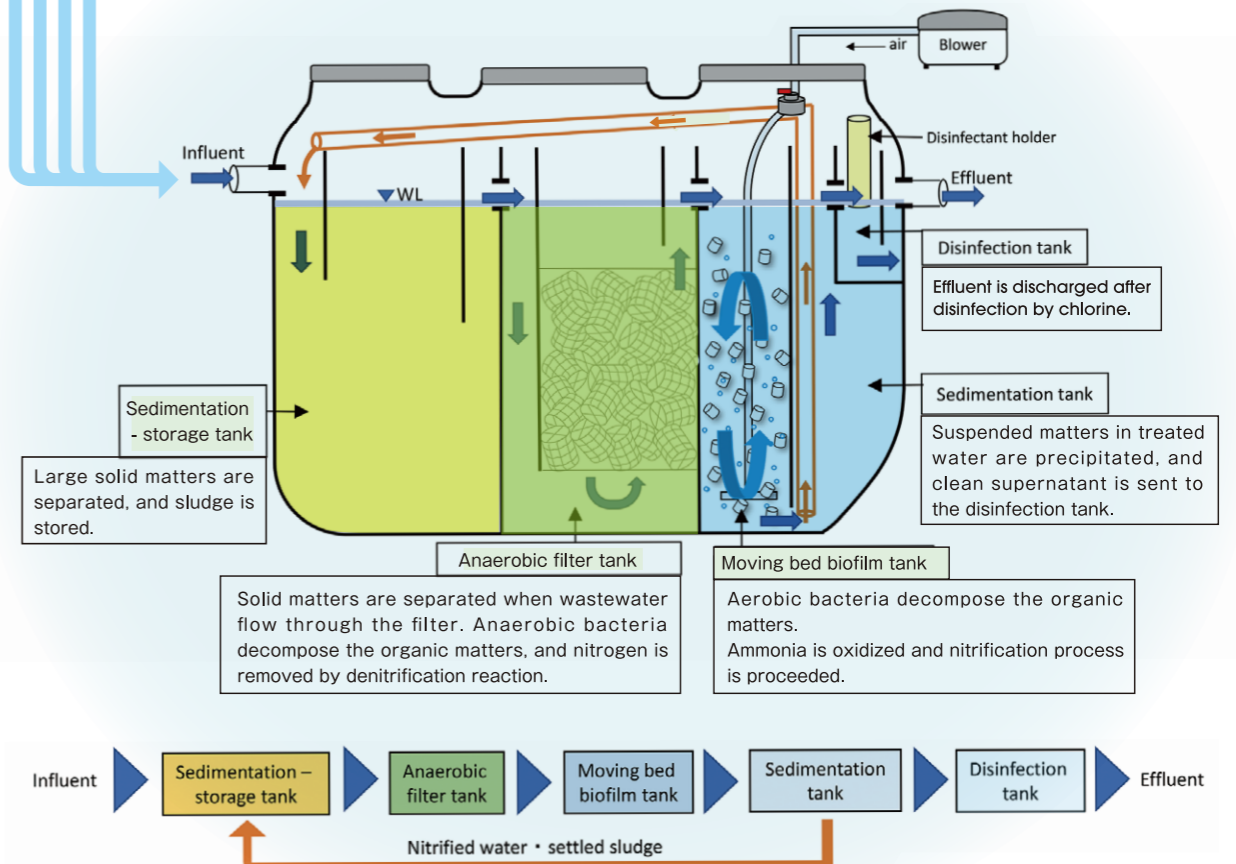 air
Blower
Disinfectant holder
Influent
WL
Effluent
Disinfection tank
Effluent is discharged after
disinfection by chlorine.
Sedimentation
- storage tank
Large solid matters are
separated, and sludge is
stored.
Sedimentation tank
Suspended matters in treated
water are precipitated, and
clean supernatant is sent to
the disinfection tank.
Anaerobic filter tank
Solid matters are separated when wastewater
flow through the filter. Anaerobic bacteria
decompose the organic matters, and nitrogen is
removed by denitrification reaction.
Moving bed biofilm tank
Aerobic bacteria decompose the organic
matters.
Ammonia is oxidized and nitrification process
is proceeded.
Influent
Sedimentation –
storage tank
Anaerobic
filter tank
Moving bed
biofilm tank
Sedimentation
tank
Disinfection
tank
Effluent
Nitrified water・settled sludge